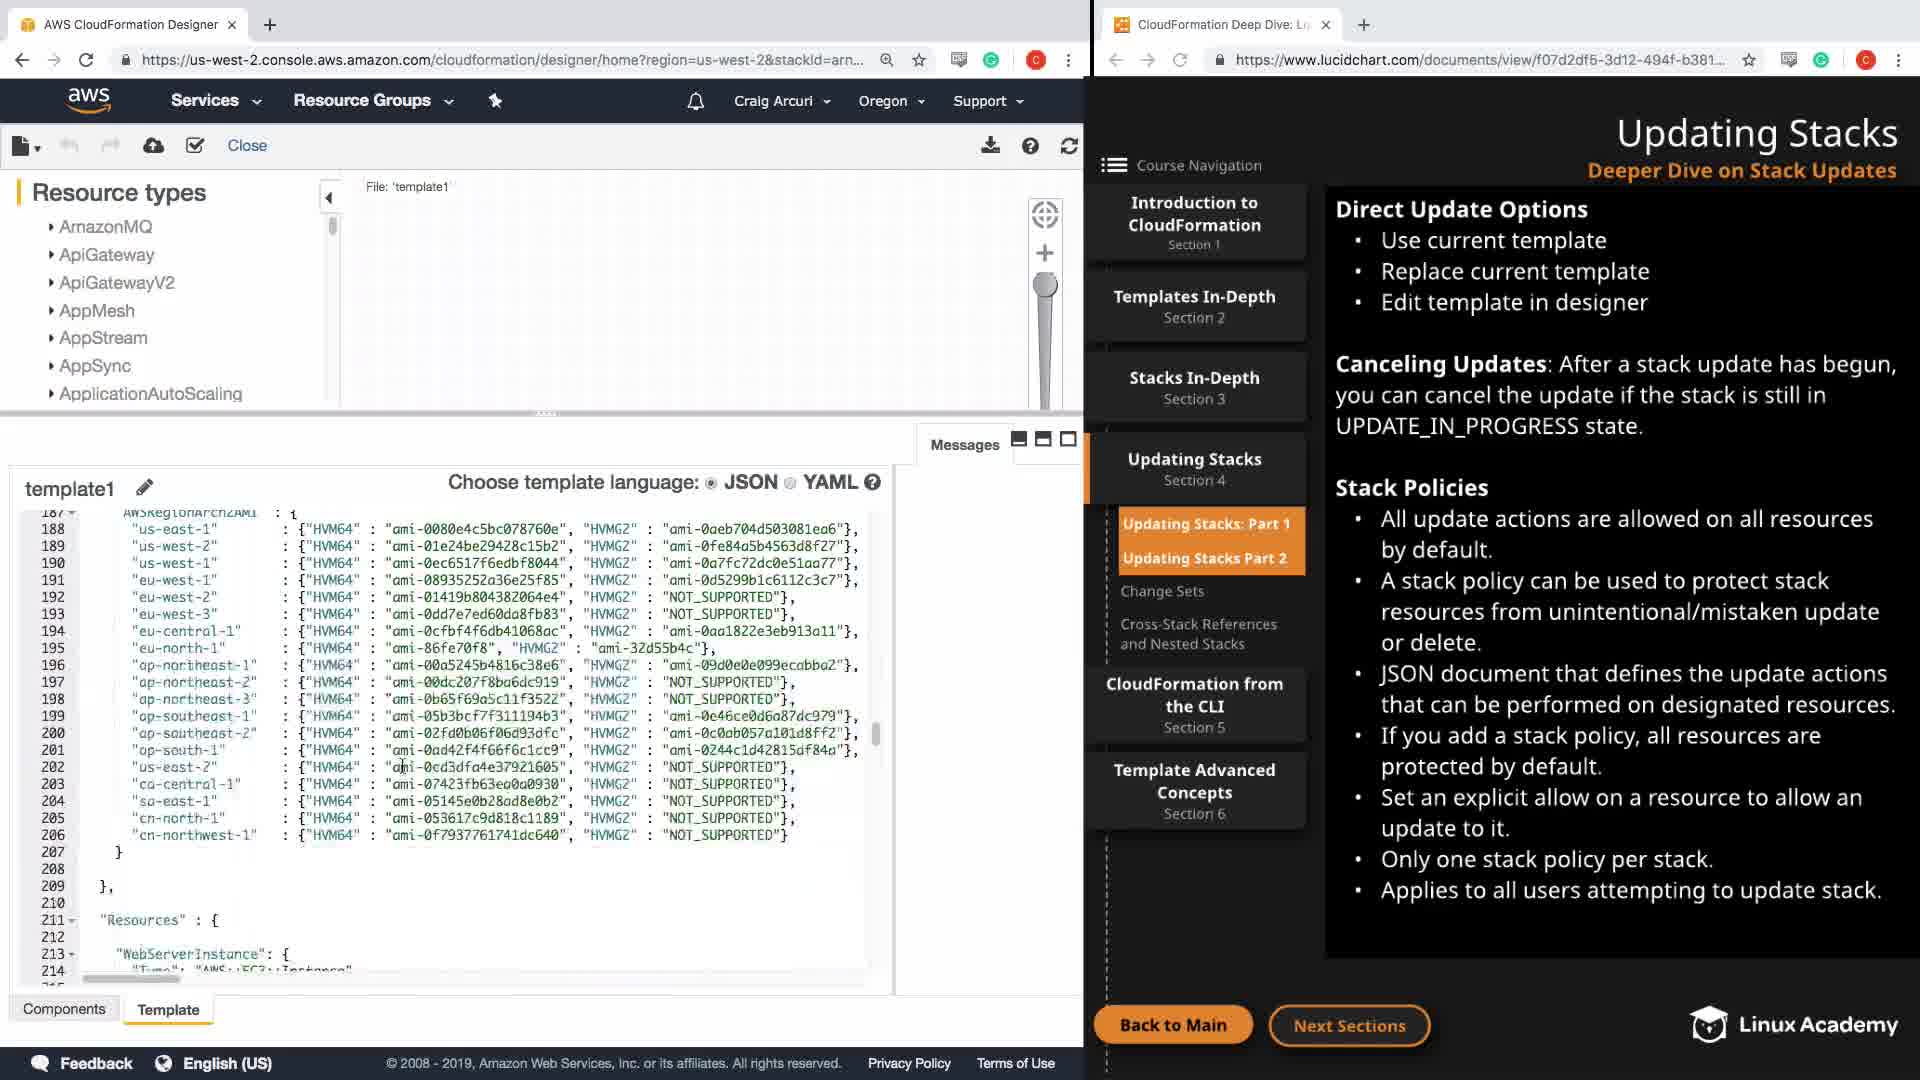 AWS CloudFormation Designer
https://us-west-2.console.aws.amazon.com/cloudformation/designer/home?region=us-west-2&stackId=arn...
C
aws
Services
Resource Groups
Craig Arcuri
Oregon
Support
Close
Resource types
AmazonMQ
ApiGateway
ApiGatewayV2
AppMesh
AppStream
AppSync
ApplicationAutoScaling
File: 'template1'
Messages
template1
Choose template language: JSON YAML
187 "AWSRegionArch2AMI" : {
188 "us-east-1" : {"HVM64" : "ami-0080e4c5bc078760e", "HVMG2" : "ami-0aeb704d503081ea6"},
189 "us-west-2" : {"HVM64" : "ami-01e24be29428c15b2", "HVMG2" : "ami-0fe84a5b4563d8f27"},
190 "us-west-1" : {"HVM64" : "ami-0ec6517f6edbf8044", "HVMG2" : "ami-0a7fc72dc0e51aa77"},
191 "eu-west-1" : {"HVM64" : "ami-08935252a36e25f85", "HVMG2" : "ami-0d5299b1c6112c3c7"},
192 "eu-west-2" : {"HVM64" : "ami-01419b804382064e4", "HVMG2" : "NOT_SUPPORTED"},
193 "eu-west-3" : {"HVM64" : "ami-0dd7e7ed60da8fb83", "HVMG2" : "NOT_SUPPORTED"},
194 "eu-central-1" : {"HVM64" : "ami-0cfbf4f6db41068ac", "HVMG2" : "ami-0aa1822e3eb913a11"},
195 "eu-north-1" : {"HVM64" : "ami-86fe70f8", "HVMG2" : "ami-32d55b4c"},
196 "ap-northeast-1" : {"HVM64" : "ami-00a5245b4816c38e6", "HVMG2" : "ami-09d0e0e099ecabba2"},
197 "ap-northeast-2" : {"HVM64" : "ami-00dc207f8ba6dc919", "HVMG2" : "NOT_SUPPORTED"},
198 "ap-northeast-3" : {"HVM64" : "ami-0b65f69a5c11f3522", "HVMG2" : "NOT_SUPPORTED"},
199 "ap-southeast-1" : {"HVM64" : "ami-05b3bcf7f311194b3", "HVMG2" : "ami-0e46ce0d6a87dc979"},
200 "ap-southeast-2" : {"HVM64" : "ami-02fd0b06f06d93dfc", "HVMG2" : "ami-0c0ab057a101d8ff2"},
201 "ap-south-1" : {"HVM64" : "ami-0ad42f4f66f6c1cc9", "HVMG2" : "ami-0244c1d42815af84a"},
202 "us-east-2" : {"HVM64" : "ami-0cd3dfa4e37921605", "HVMG2" : "NOT_SUPPORTED"},
203 "ca-central-1" : {"HVM64" : "ami-07423fb63ea0a0930", "HVMG2" : "NOT_SUPPORTED"},
204 "sa-east-1" : {"HVM64" : "ami-05145e0b28ad8e0b2", "HVMG2" : "NOT_SUPPORTED"},
205 "cn-north-1" : {"HVM64" : "ami-053617c9d818c1189", "HVMG2" : "NOT_SUPPORTED"},
206 "cn-northwest-1" : {"HVM64" : "ami-0f7937761741dc640", "HVMG2" : "NOT_SUPPORTED"}
207 }
208
209 },
210
211 "Resources" : {
212
213 "WebServerInstance": {
214 "Type": "AWS::EC2::Instance"
Components
Template
Feedback
English (US)
© 2008 - 2019, Amazon Web Services, Inc. or its affiliates. All rights reserved.
Privacy Policy
Terms of Use
CloudFormation Deep Dive: Lu
https://www.lucidchart.com/documents/view/f07d2df5-3d12-494f-b381...
C
Updating Stacks
Deeper Dive on Stack Updates
Course Navigation
Introduction to
CloudFormation
Section 1
Templates In-Depth
Section 2
Stacks In-Depth
Section 3
Updating Stacks
Section 4
Updating Stacks: Part 1
Updating Stacks Part 2
Change Sets
Cross-Stack References
and Nested Stacks
CloudFormation from
the CLI
Section 5
Template Advanced
Concepts
Section 6
Direct Update Options
• Use current template
• Replace current template
• Edit template in designer
Canceling Updates: After a stack update has begun,
you can cancel the update if the stack is still in
UPDATE_IN_PROGRESS state.
Stack Policies
• All update actions are allowed on all resources
by default.
• A stack policy can be used to protect stack
resources from unintentional/mistaken update
or delete.
• JSON document that defines the update actions
that can be performed on designated resources.
• If you add a stack policy, all resources are
protected by default.
• Set an explicit allow on a resource to allow an
update to it.
• Only one stack policy per stack.
• Applies to all users attempting to update stack.
Back to Main
Next Sections
Linux Academy